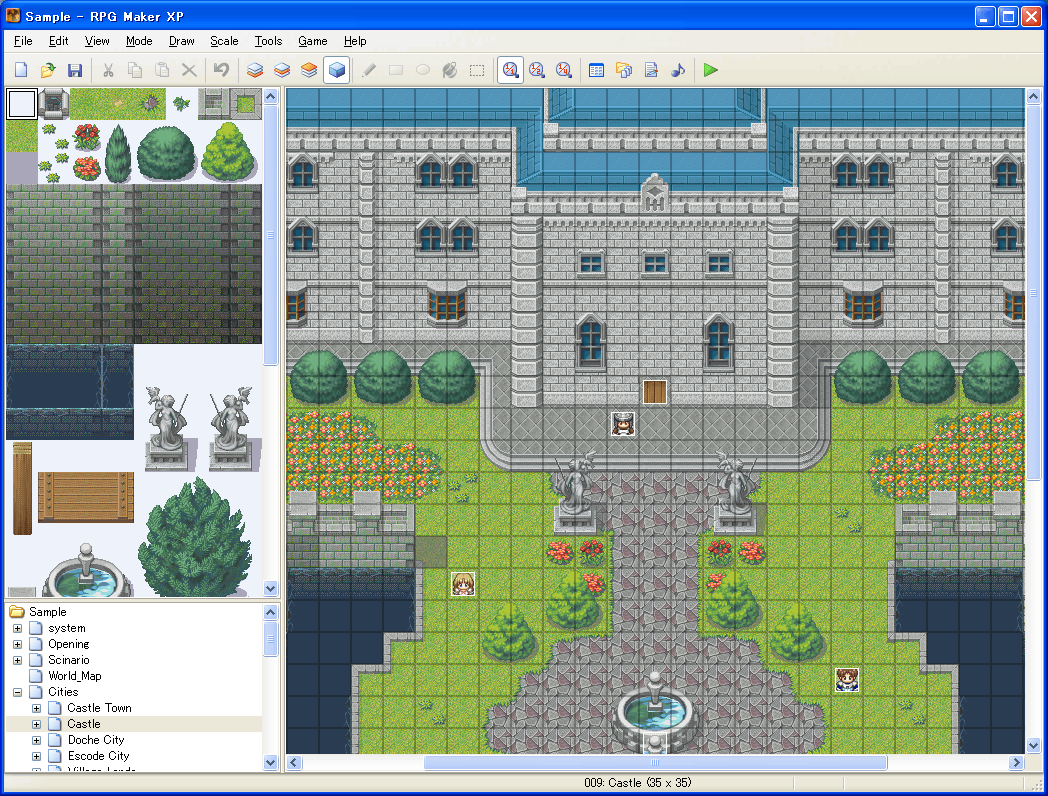 Sample - RPG Maker XP
File Edit View Mode Draw Scale Tools Game Help
Sample
system
Opening
Scinario
World_Map
Cities
Castle Town
Castle
Doche City
Escode City
009: Castle (35 x 35)